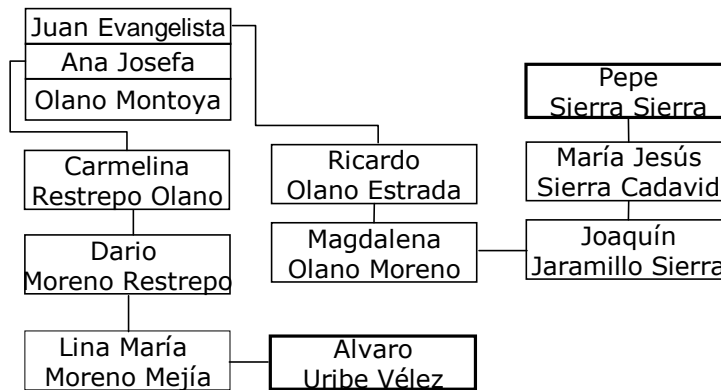 Juan Evangelista
Ana Josefa
Olano Montoya
Pepe
Sierra Sierra
Carmelina
Restrepo Olano
Ricardo
Olano Estrada
María Jesús
Sierra Cadavid
Dario
Moreno Restrepo
Magdalena
Olano Moreno
Joaquín
Jaramillo Sierra
Lina María
Moreno Mejía
Alvaro
Uribe Vélez